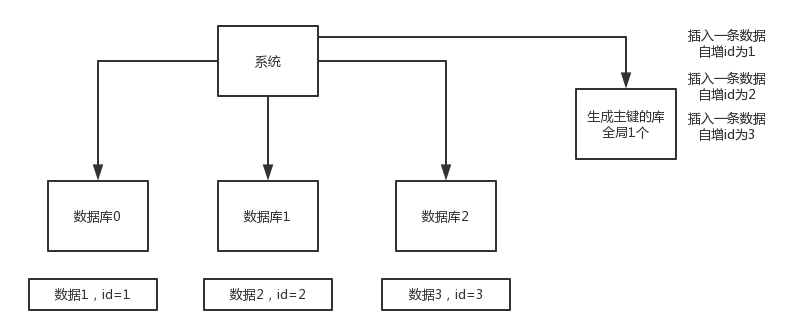 系统
插入一条数据
自增id为1
插入一条数据
自增id为2
插入一条数据
自增id为3
生成主键的库
全局1个
数据库0
数据库1
数据库2
数据1，id=1
数据2，id=2
数据3，id=3